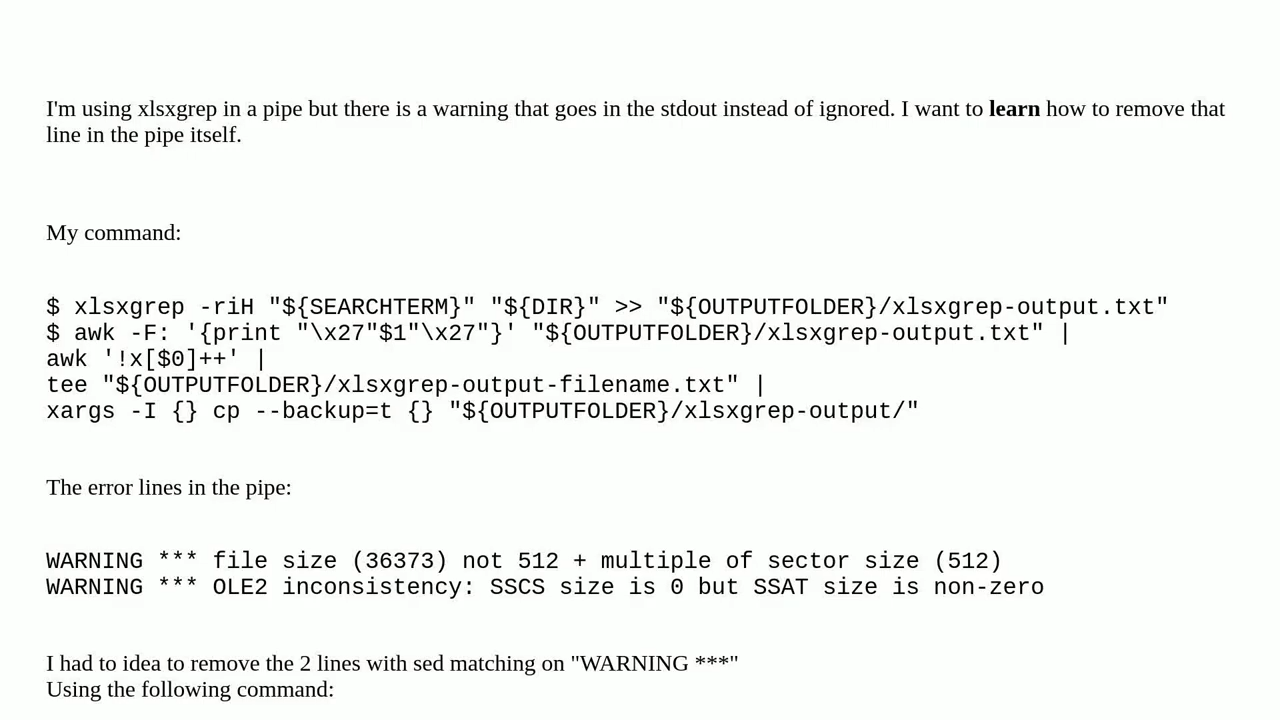 I'm using xlsxgrep in a pipe but there is a warning that goes in the stdout instead of ignored. I want to learn how to remove that
line in the pipe itself.
My command:
$ xlsxgrep -riH "${SEARCHTERM}" "${DIR}" >> "${OUTPUTFOLDER}/xlsxgrep-output.txt"
$ awk -F: '{print "\x27"$1"\x27"}' "${OUTPUTFOLDER}/xlsxgrep-output.txt" |
awk '!x[$0]++' |
tee "${OUTPUTFOLDER}/xlsxgrep-output-filename.txt" |
xargs -I {} cp --backup=t {} "${OUTPUTFOLDER}/xlsxgrep-output/"
The error lines in the pipe:
WARNING *** file size (36373) not 512 + multiple of sector size (512)
WARNING *** OLE2 inconsistency: SSCS size is 0 but SSAT size is non-zero
I had to idea to remove the 2 lines with sed matching on "WARNING ***"
Using the following command: